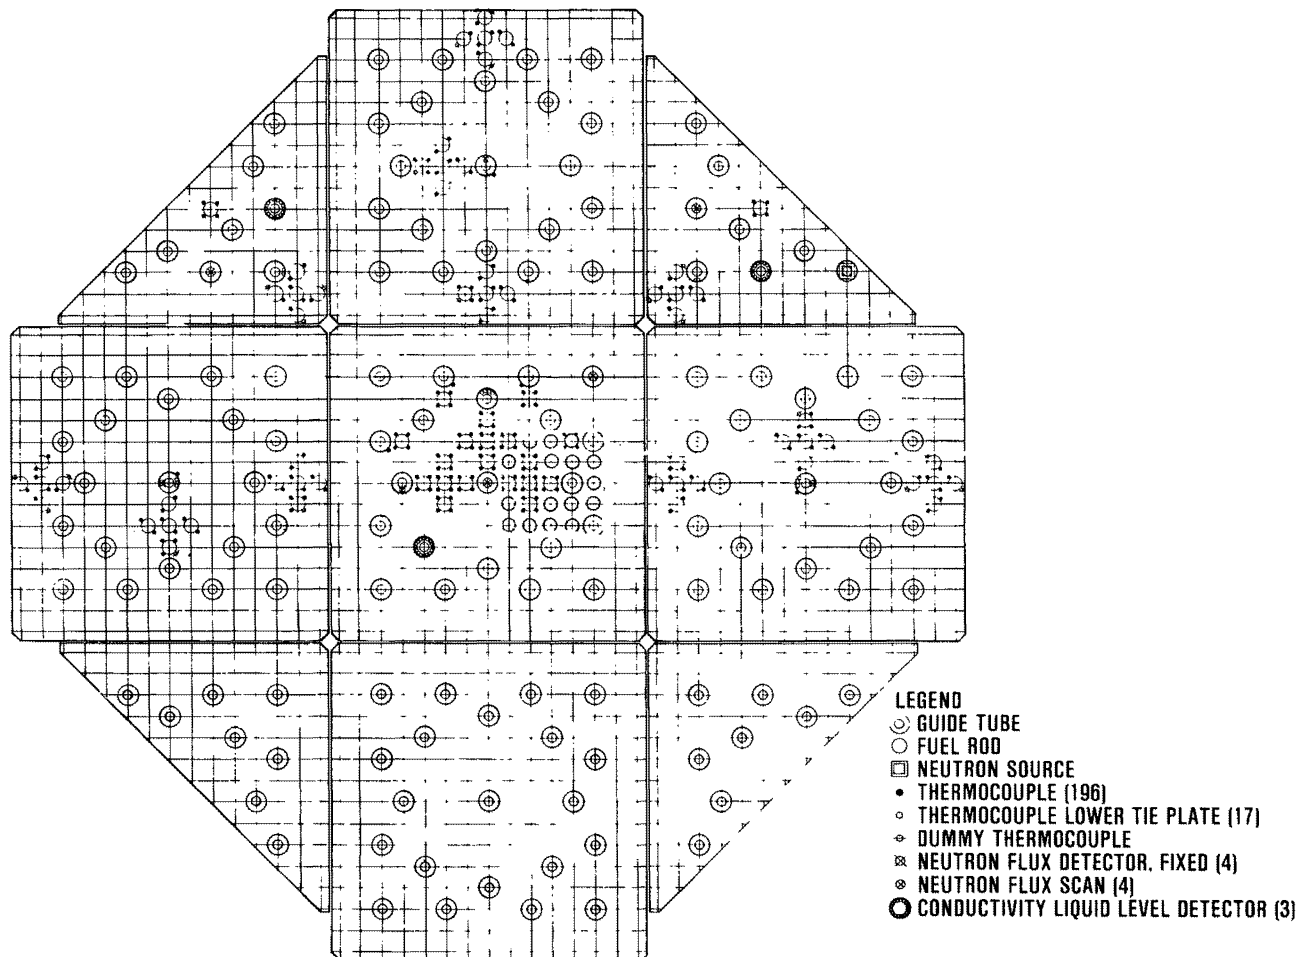 LEGEND
GUIDE TUBE
FUEL ROD
NEUTRON SOURCE
THERMOCOUPLE (196)
THERMOCOUPLE LOWER TIE PLATE (17)
DUMMY THERMOCOUPLE
NEUTRON FLUX DETECTOR, FIXED (4)
NEUTRON FLUX SCAN (4)
CONDUCTIVITY LIQUID LEVEL DETECTOR (3)